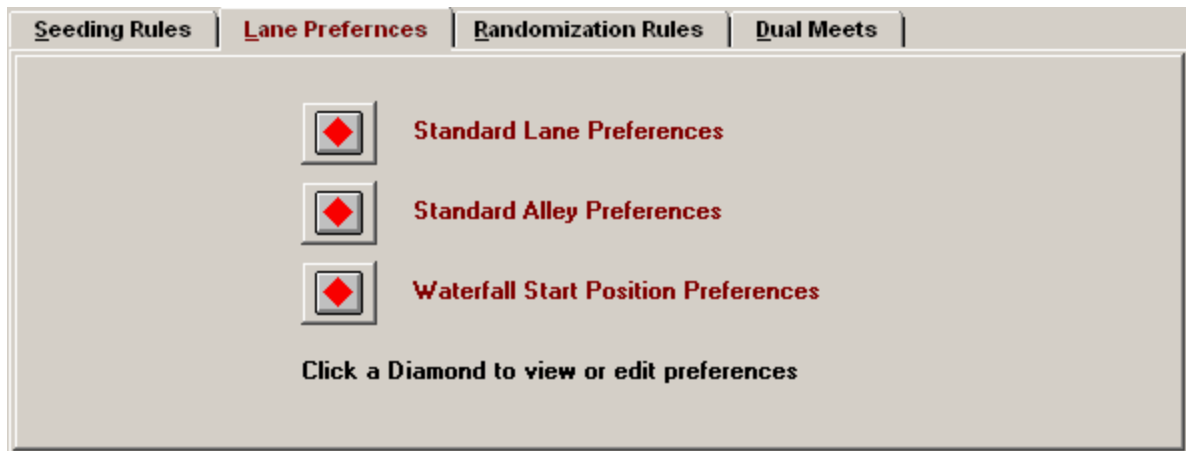 Seeding Rules Lane Prefernces Randomization Rules Dual Meets
Standard Lane Preferences
Standard Alley Preferences
Waterfall Start Position Preferences
Click a Diamond to view or edit preferences